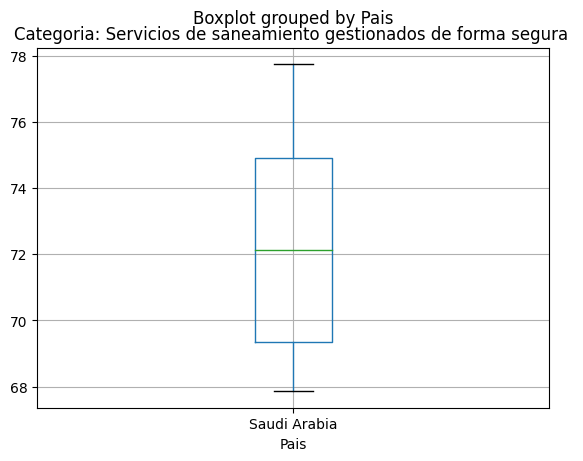 Boxplot grouped by Pais
Categoria: Servicios de saneamiento gestionados de forma segura
78
76
74
72
70
68
Saudi Arabia
Pais